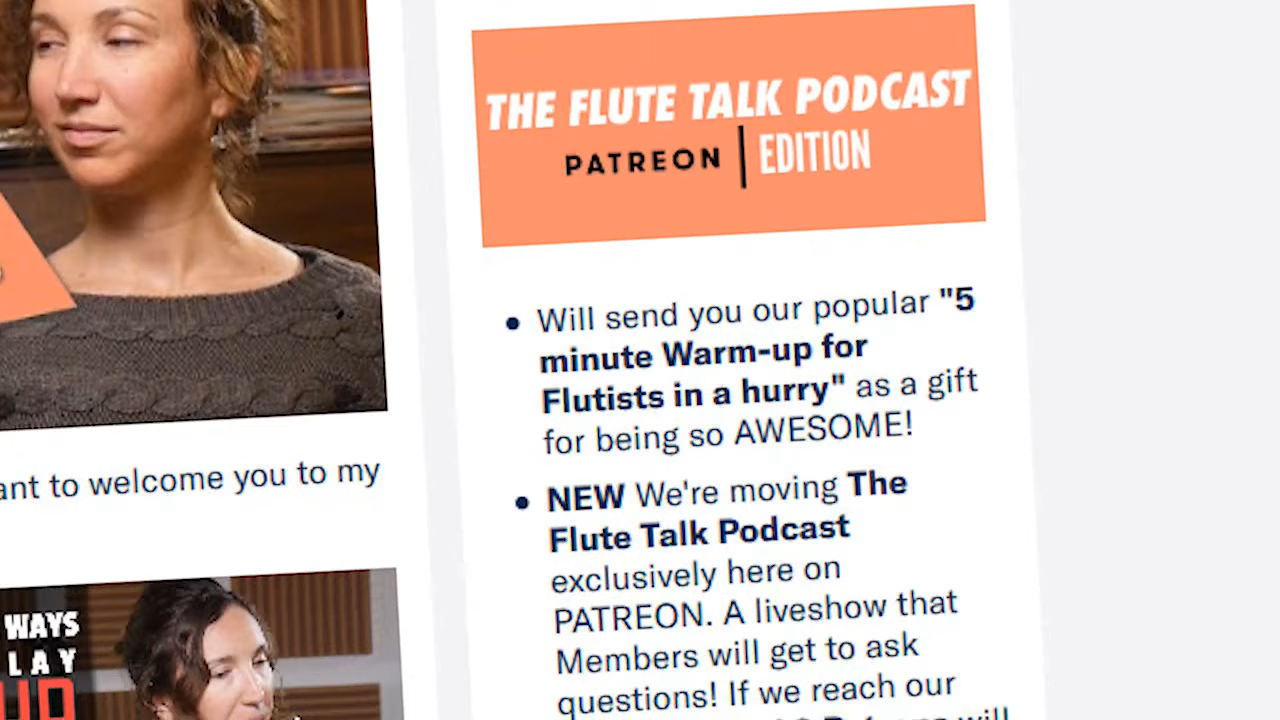 THE FLUTE TALK PODCAST
PATREON | EDITION
Will send you our popular "5
minute Warm-up for
Flutists in a hurry" as a gift
for being so AWESOME!
NEW We're moving The
Flute Talk Podcast
exclusively here on
PATREON. A liveshow that
Members will get to ask
questions! If we reach our
will
ant to welcome you to my
WAYS
LAY
UP